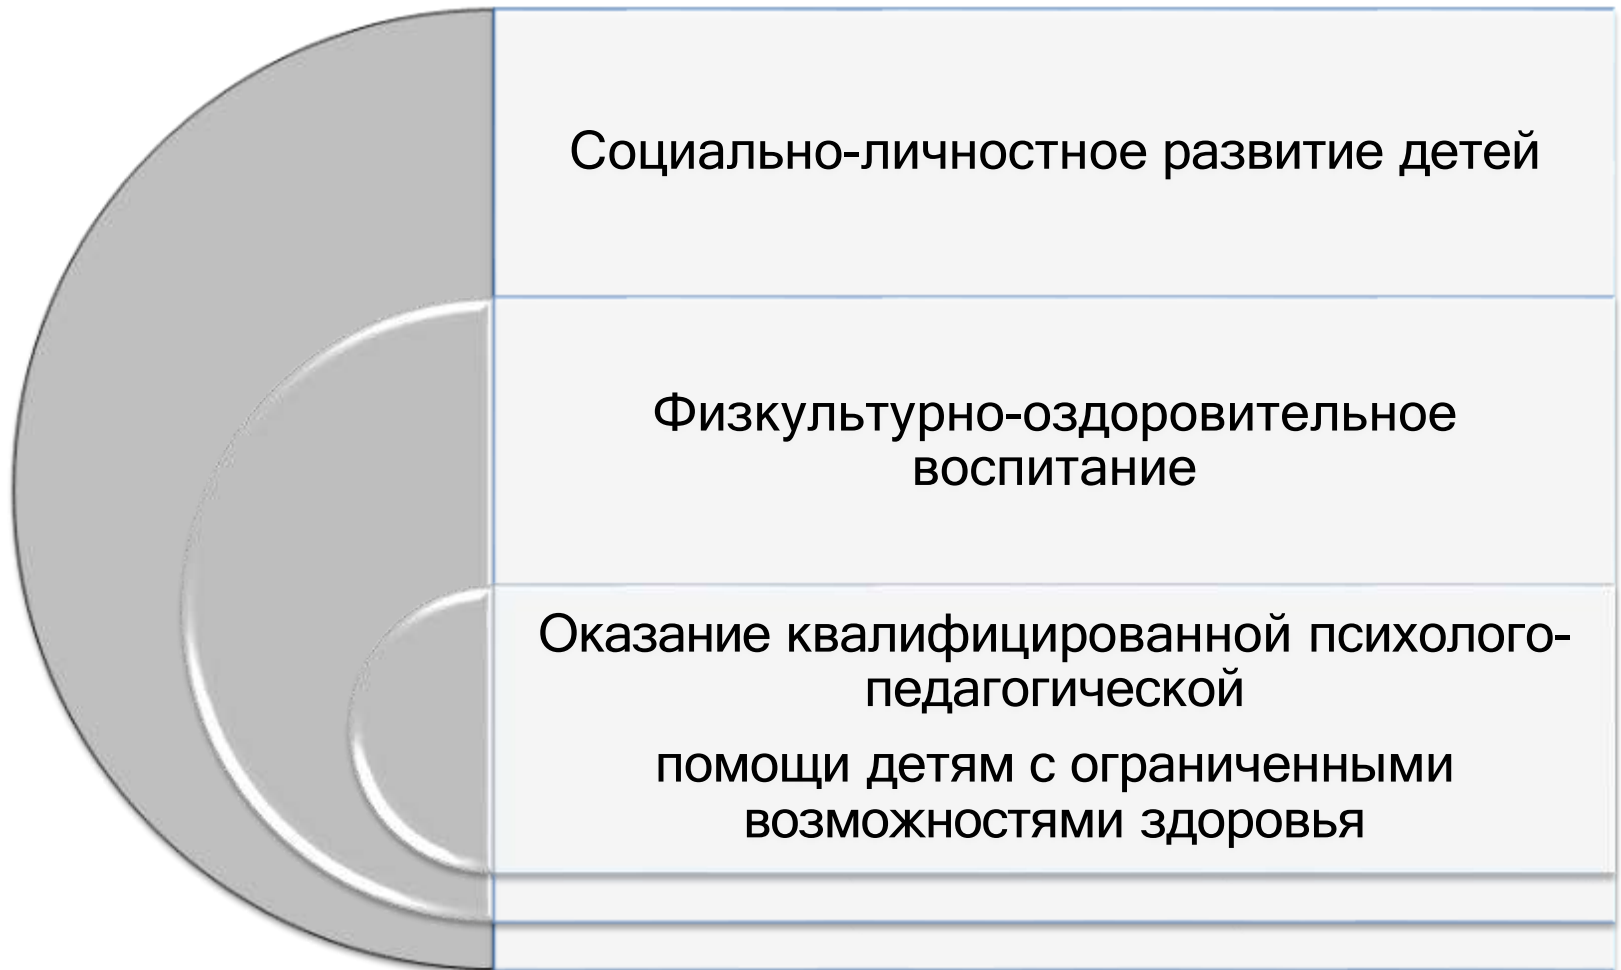 Социально-личностное развитие детей
Физкультурно-оздоровительное
воспитание
Оказание квалифицированной психолого-
педагогической
помощи детям с ограниченными
возможностями здоровья